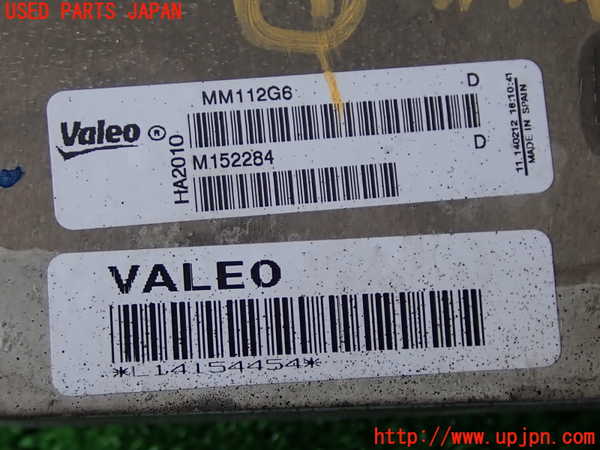 USED PARTS JAPAN
MM112G6
D
Valeo ®
HA2010
M152284
D
11.140212 16:10:41
MADE IN SPAIN
VALEO
*L14154454*
http://www.upjpn.com/